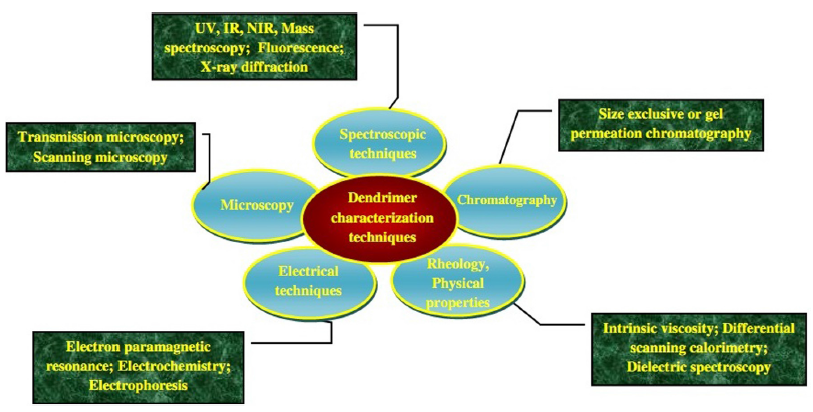 UV, IR, NIR, Mass
spectroscopy; Fluorescence;
X-ray diffraction
Size exclusive or gel
permeation chromatography
Transmission microscopy;
Scanning microscopy
Spectroscopic
techniques
Microscopy
Dendrimer
characterization
techniques
Chromatography
Electrical
techniques
Rheology,
Physical
properties
Electron paramagnetic
resonance; Electrochemistry;
Electrophoresis
Intrinsic viscosity; Differential
scanning calorimetry;
Dielectric spectroscopy